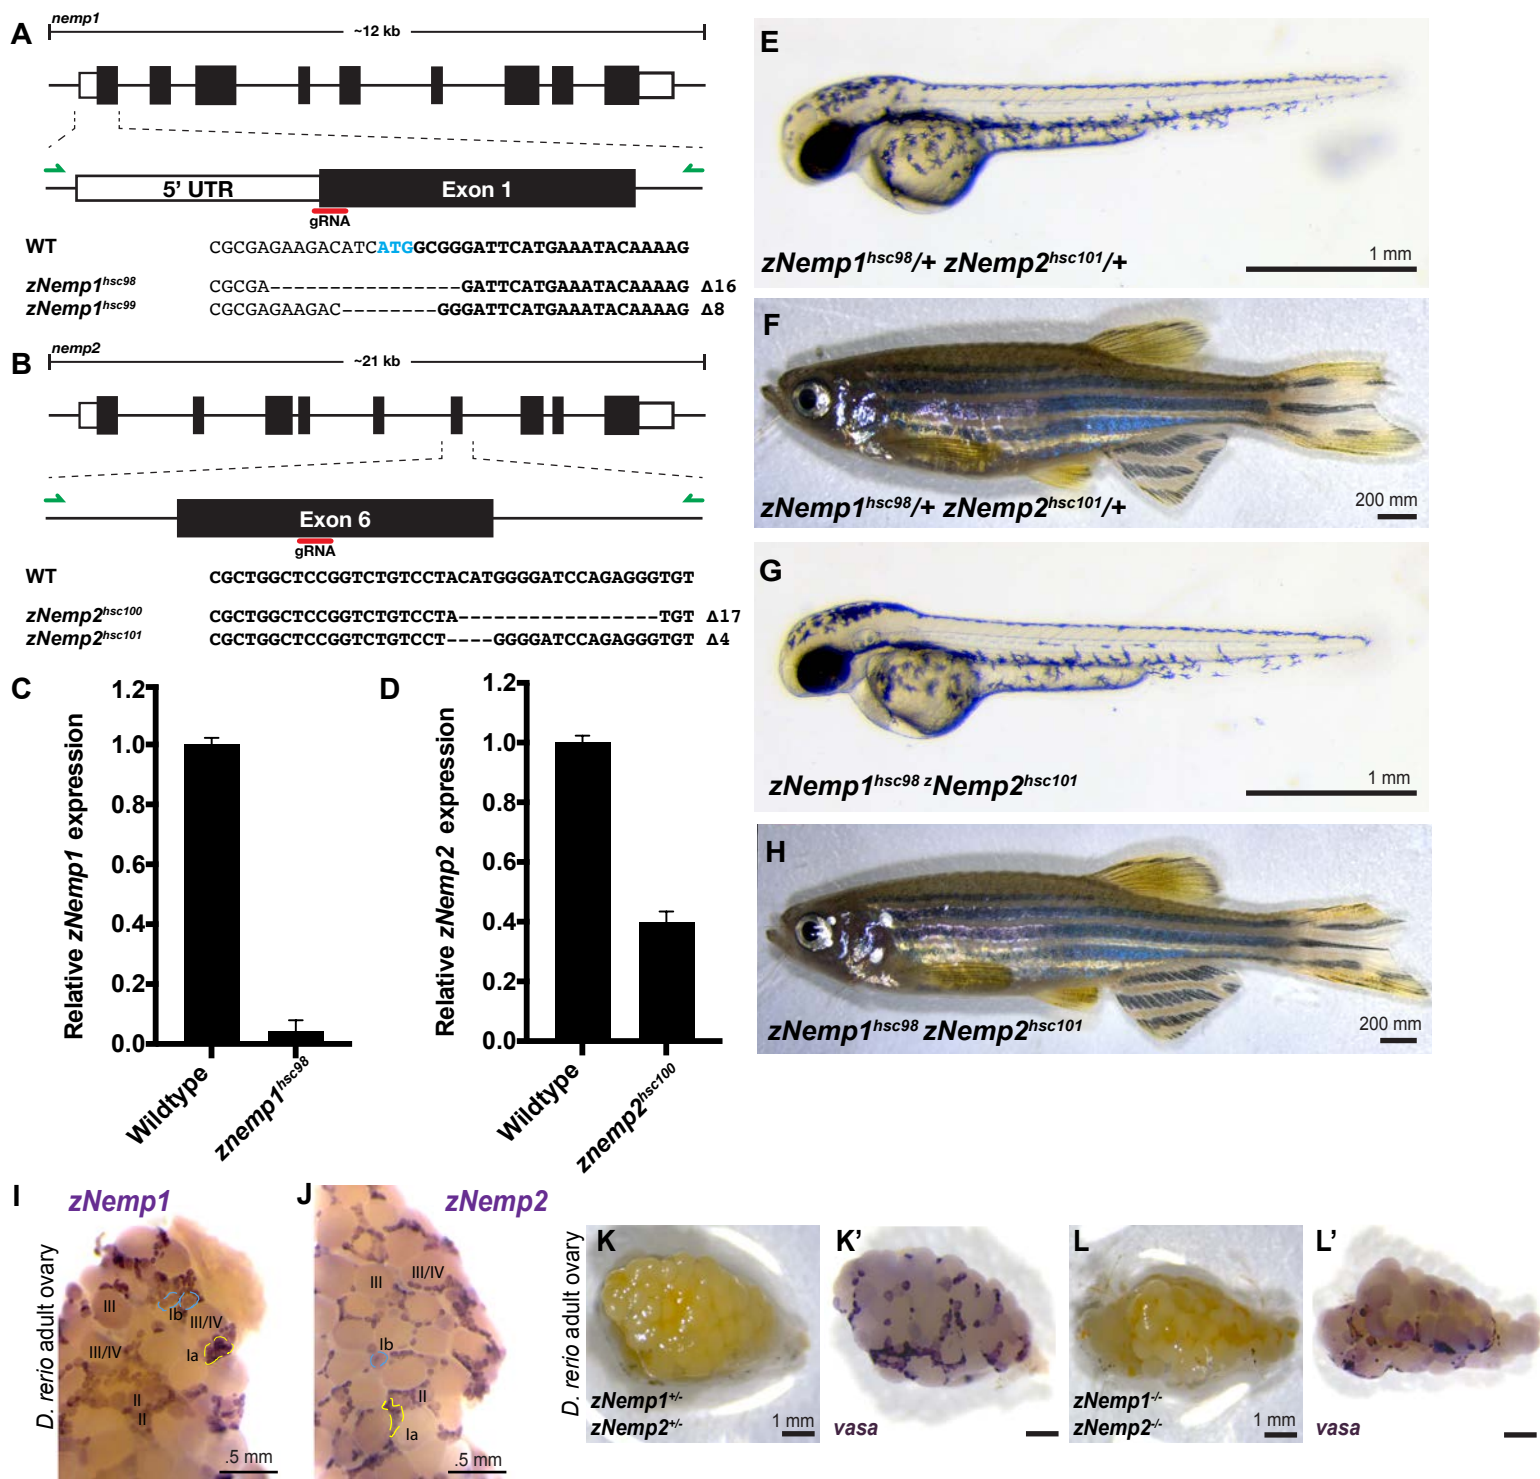 A
nemp1
~12 kb
5' UTR
Exon 1
gRNA
WT CGCGAGAAGACATCATGGCGGGATTCATGAAATACAAAAG
zNemp1hsc98 CGCGA----------------GATTCATGAAATACAAAAG Δ16
zNemp1hsc99 CGCGAGAAGAC--------GGGATTCATGAAATACAAAAG Δ8
B
nemp2
~21 kb
Exon 6
gRNA
WT CGCTGGCTCCGGTCTGTCCTACATGGGGATCCAGAGGGTGT
zNemp2hsc100 CGCTGGCTCCGGTCTGTCCTA-----------------TGT Δ17
zNemp2hsc101 CGCTGGCTCCGGTCTGTCCT----GGGGATCCAGAGGGTGT Δ4
C
Relative zNemp1 expression
1.2
1.0
0.8
0.6
0.4
0.2
0.0
Wildtype
znemp1hsc98
D
Relative zNemp2 expression
1.2
1.0
0.8
0.6
0.4
0.2
0.0
Wildtype
znemp2hsc100
E
zNemp1hsc98/+ zNemp2hsc101/+
1 mm
F
zNemp1hsc98/+ zNemp2hsc101/+
200 mm
G
zNemp1hsc98 zNemp2hsc101
1 mm
H
zNemp1hsc98 zNemp2hsc101
200 mm
I
zNemp1
D. rerio adult ovary
III
Ib
III/IV
III/IV
Ia
II
II
.5 mm
J
zNemp2
III
III/IV
Ib
II
Ia
.5 mm
D. rerio adult ovary
K
zNemp1+/-
zNemp2+/-
1 mm
K'
vasa
L
zNemp1-/-
zNemp2-/-
1 mm
L'
vasa